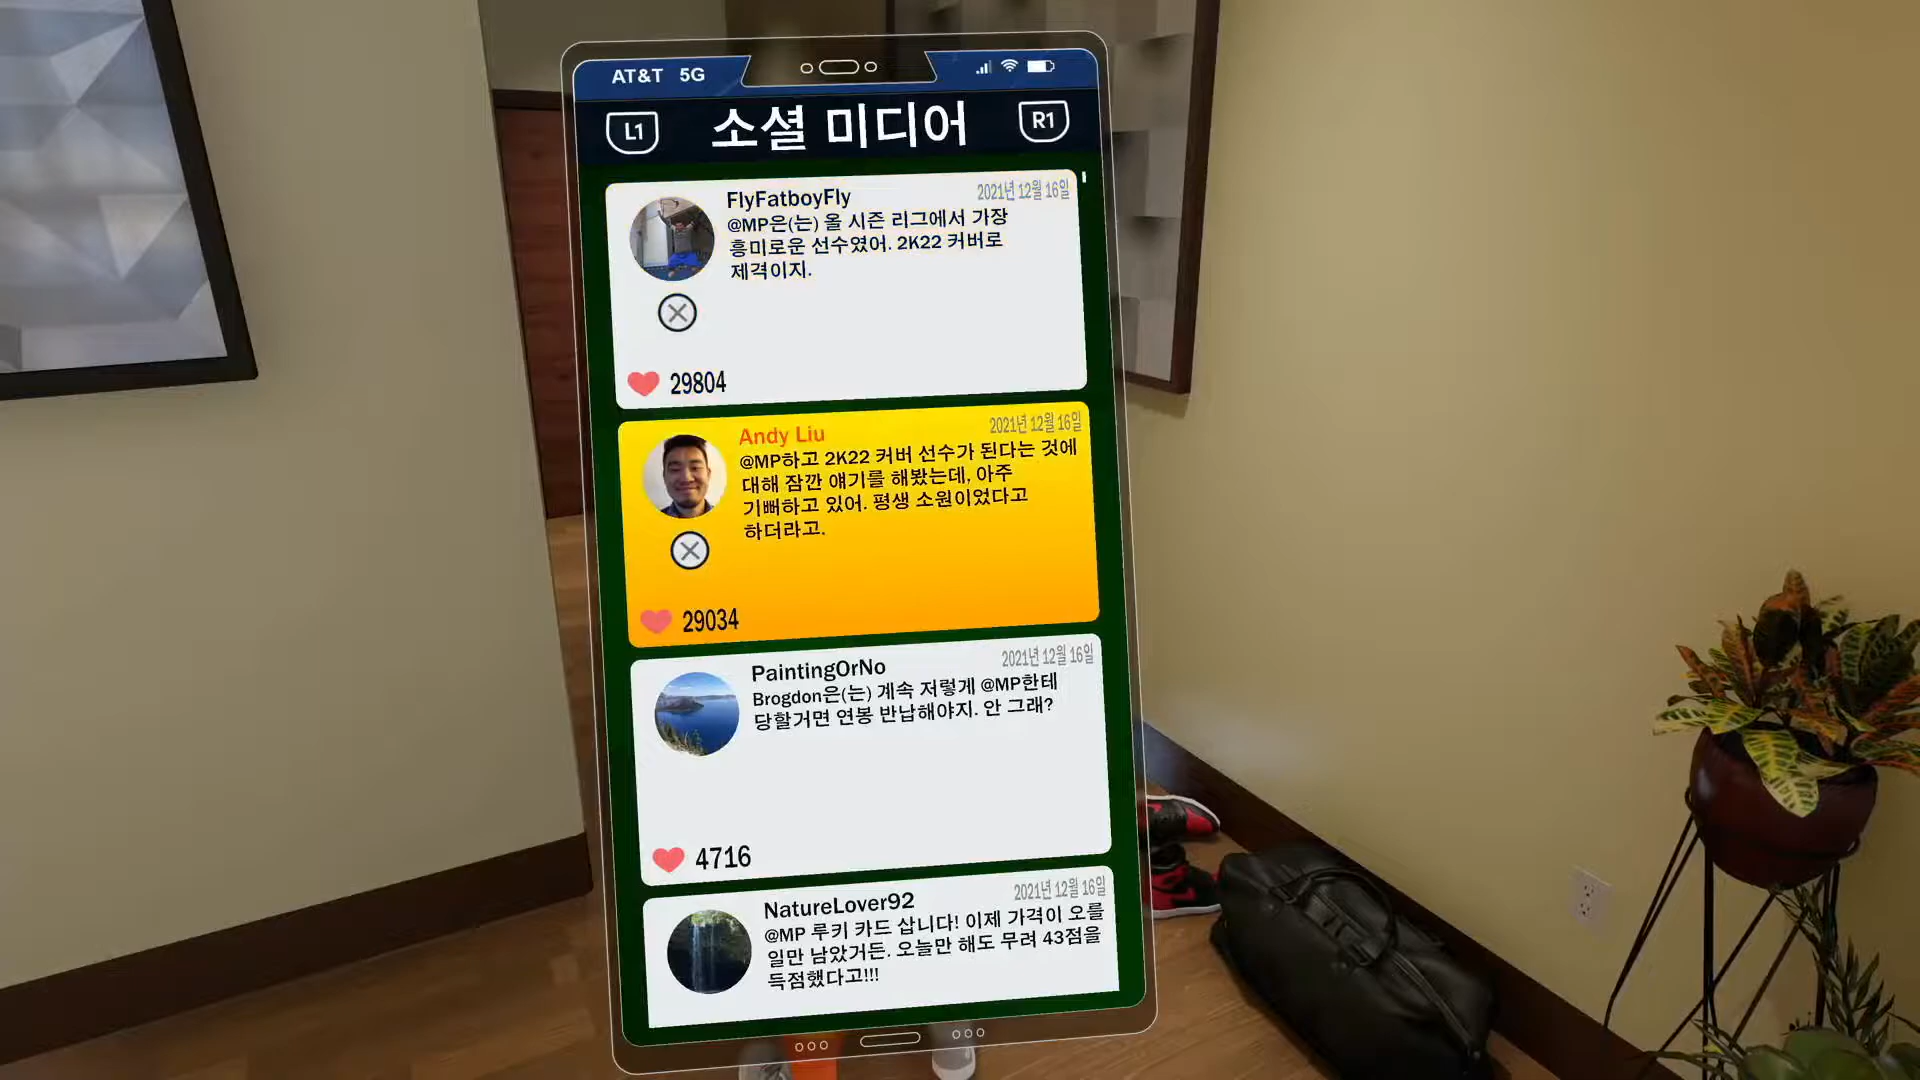 AT&T 5G
L1
소셜 미디어
R1
FlyFatboyFly
2021년 12월 16일
@MP은(는) 올 시즌 리그에서 가장
흥미로운 선수였어. 2K22 커버로
제격이지.
29804
Andy Liu
2021년 12월 16일
@MP하고 2K22 커버 선수가 된다는 것에
대해 잠깐 얘기를 해봤는데, 아주
기뻐하고 있어. 평생 소원이었다고
하더라고.
29034
PaintingOrNo
2021년 12월 16일
Brogdon은(는) 계속 저렇게 @MP한테
당할거면 연봉 반납해야지. 안 그래?
4716
NatureLover92
2021년 12월 16일
@MP 루키 카드 삽니다! 이제 가격이 오를
일만 남았거든. 오늘만 해도 무려 43점을
득점했다고!!!